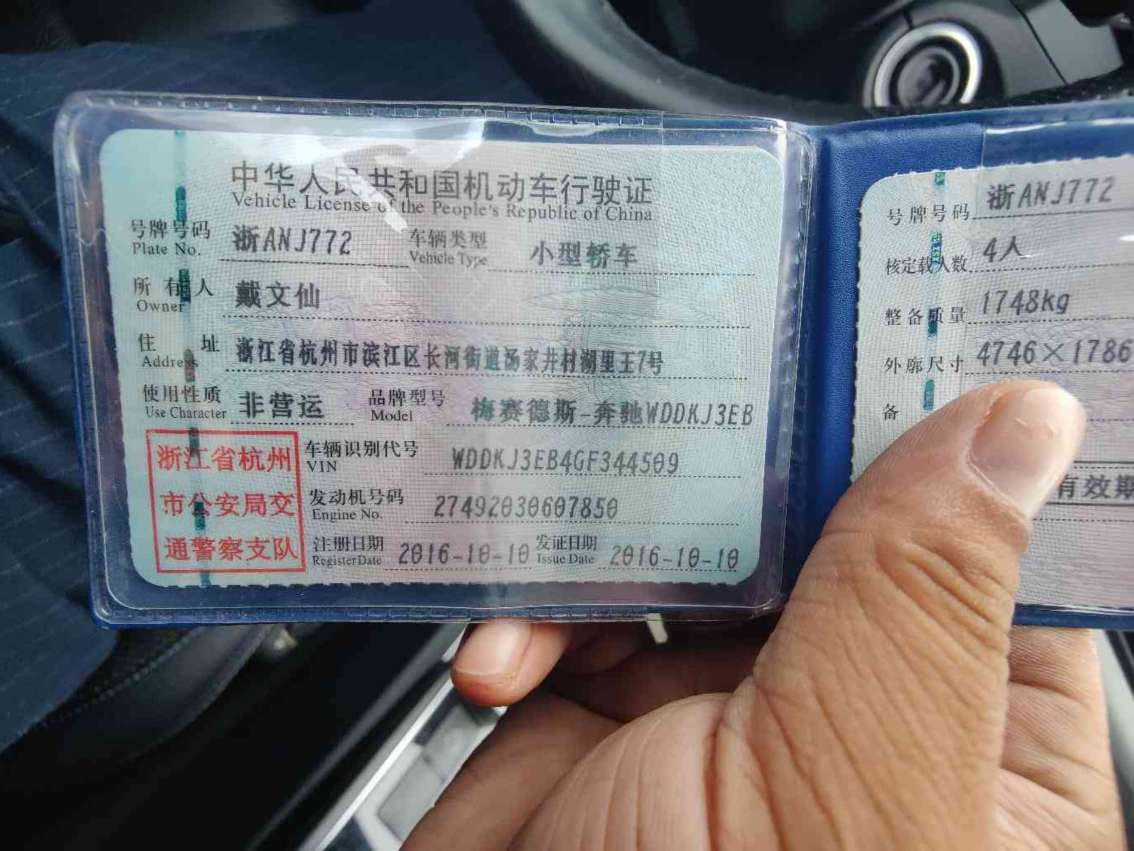 中华人民共和国机动车行驶证
Vehicle License of the People's Republic of China
号牌号码 浙ANJ772 车辆类型 小型轿车
Plate No. Vehicle Type
所有人 戴文仙
Owner
住址 浙江省杭州市滨江区长河街道汤家井村湖里王7号
Address
使用性质 非营运 品牌型号 梅赛德斯-奔驰WDDKJ3EB
Use Character Model
浙江省杭州
市公安局交
通警察支队
车辆识别代号 WDDKJ3EB4GF344509
VIN
发动机号码 27492030607850
Engine No.
注册日期 2016-10-10 发证日期 2016-10-10
Register Date Issue Date
号牌号码 浙ANJ772
核定载人数 4人
整备质量 1748kg
外廓尺寸 4746×1786
备
有效期